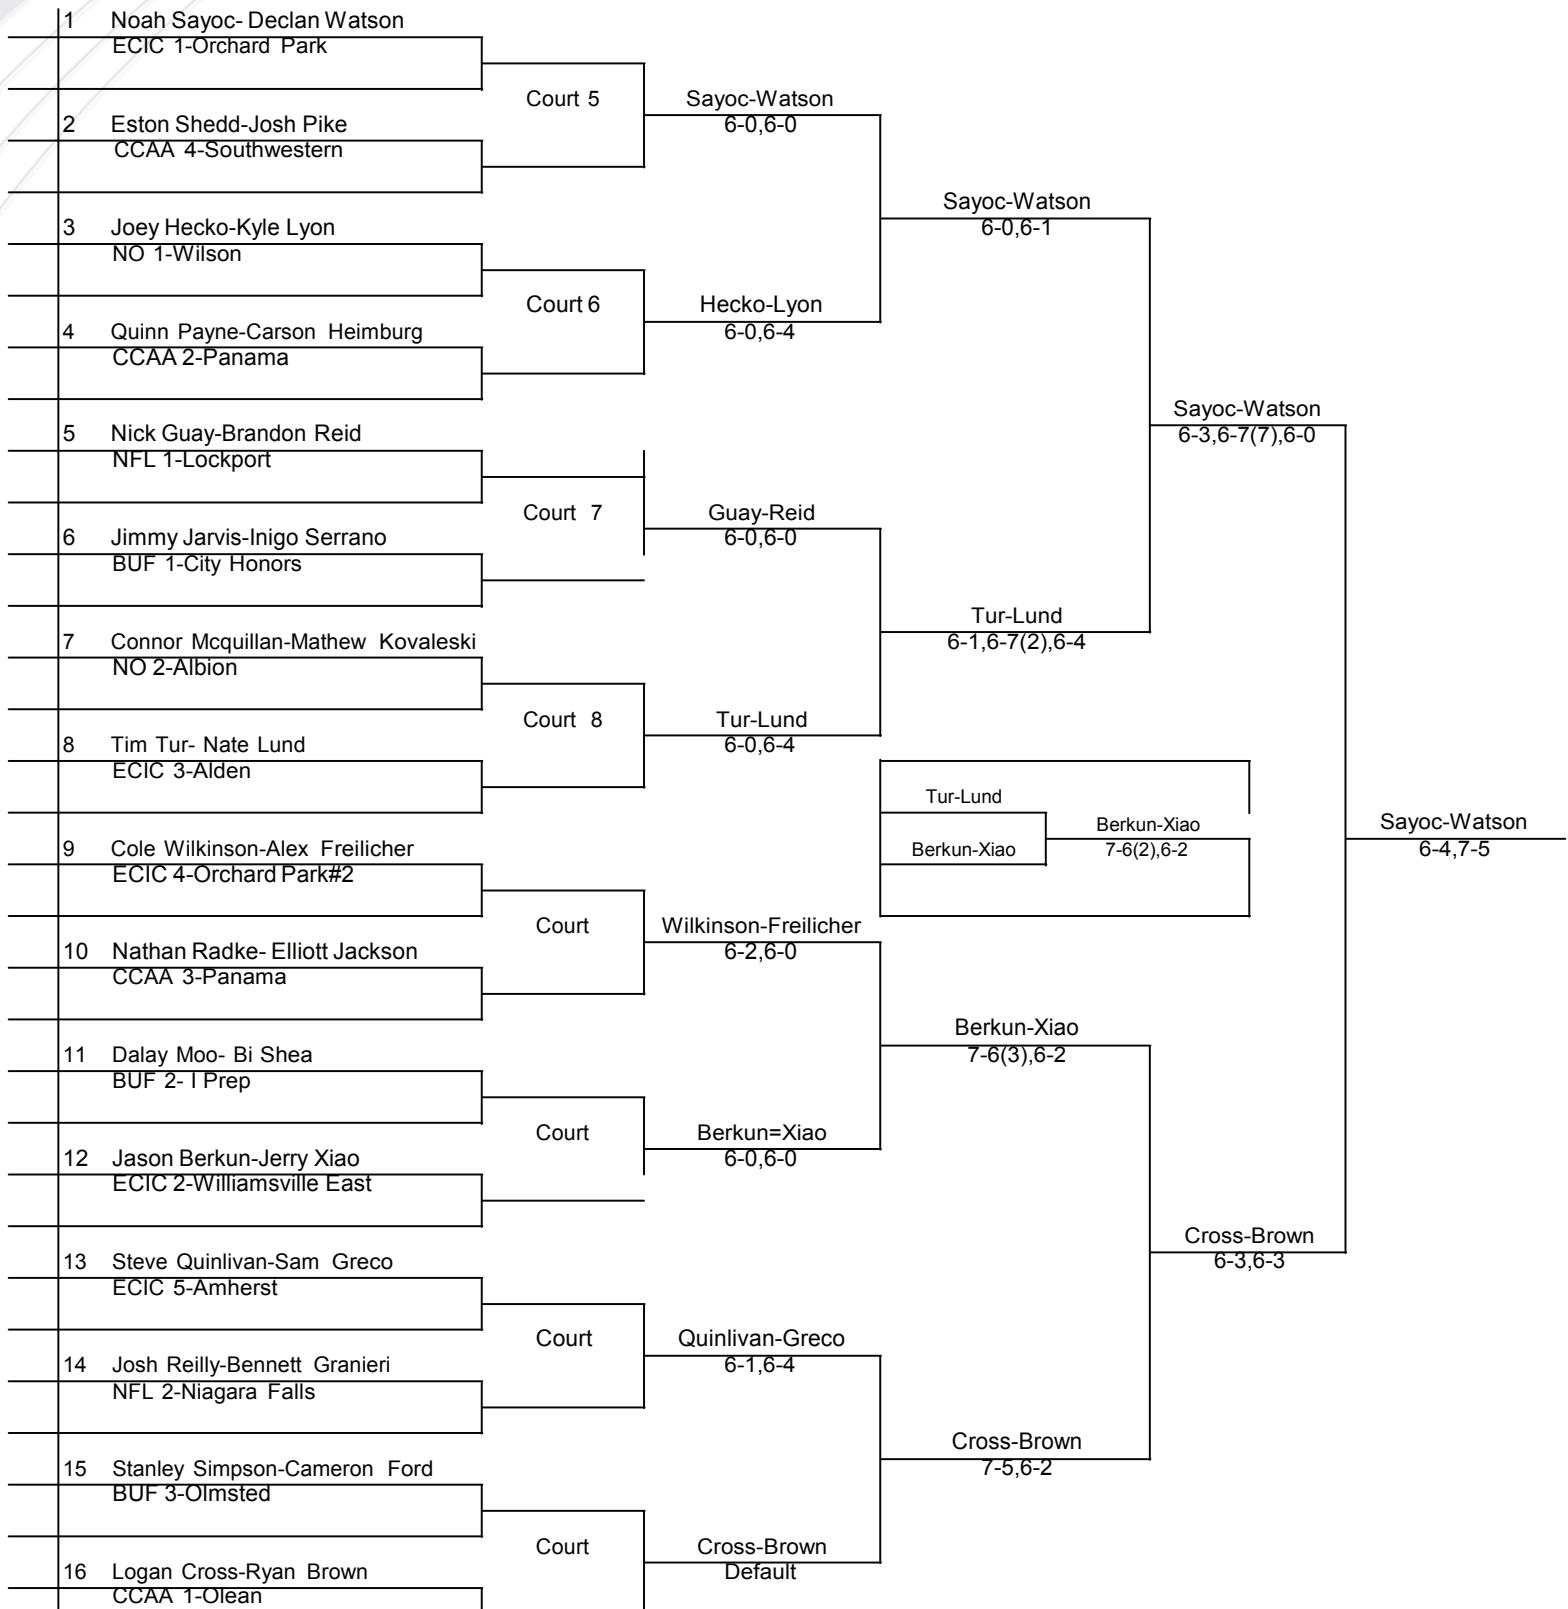 1 Noah Sayoc- Declan Watson
ECIC 1-Orchard Park
Court 5
Sayoc-Watson
6-0,6-0
2 Eston Shedd-Josh Pike
CCAA 4-Southwestern
Sayoc-Watson
6-0,6-1
3 Joey Hecko-Kyle Lyon
NO 1-Wilson
Court 6
Hecko-Lyon
6-0,6-4
4 Quinn Payne-Carson Heimburg
CCAA 2-Panama
Sayoc-Watson
6-3,6-7(7),6-0
5 Nick Guay-Brandon Reid
NFL 1-Lockport
Court 7
Guay-Reid
6-0,6-0
6 Jimmy Jarvis-Inigo Serrano
BUF 1-City Honors
Tur-Lund
6-1,6-7(2),6-4
7 Connor Mcquillan-Mathew Kovaleski
NO 2-Albion
Court 8
Tur-Lund
6-0,6-4
8 Tim Tur- Nate Lund
ECIC 3-Alden
Tur-Lund
Berkun-Xiao
7-6(2),6-2
Berkun-Xiao
Sayoc-Watson
6-4,7-5
9 Cole Wilkinson-Alex Freilicher
ECIC 4-Orchard Park#2
Court
Wilkinson-Freilicher
6-2,6-0
10 Nathan Radke- Elliott Jackson
CCAA 3-Panama
Berkun-Xiao
7-6(3),6-2
11 Dalay Moo- Bi Shea
BUF 2- I Prep
Court
Berkun=Xiao
6-0,6-0
12 Jason Berkun-Jerry Xiao
ECIC 2-Williamsville East
Cross-Brown
6-3,6-3
13 Steve Quinlivan-Sam Greco
ECIC 5-Amherst
Court
Quinlivan-Greco
6-1,6-4
14 Josh Reilly-Bennett Granieri
NFL 2-Niagara Falls
Cross-Brown
7-5,6-2
15 Stanley Simpson-Cameron Ford
BUF 3-Olmsted
Court
Cross-Brown
Default
16 Logan Cross-Ryan Brown
CCAA 1-Olean